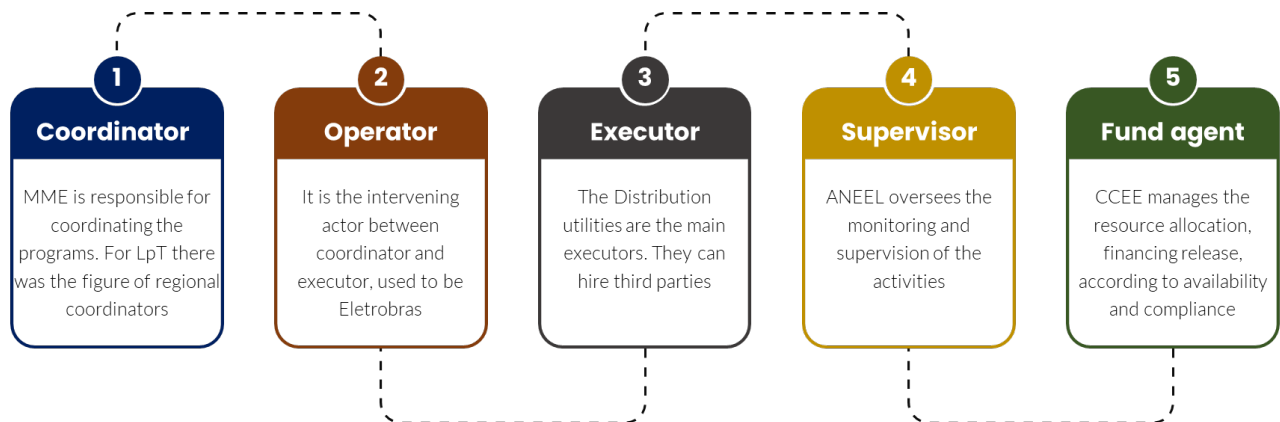 1
Coordinator
MME is responsible for
coordinating the
programs. For LpT there
was the figure of regional
coordinators
2
Operator
It is the intervening
actor between
coordinator and
executor, used to be
Eletrobras
3
Executor
The Distribution
utilities are the main
executors. They can
hire third parties
4
Supervisor
ANEEL oversees the
monitoring and
supervision of the
activities
5
Fund agent
CCEE manages the
resource allocation,
financing release,
according to availability
and compliance